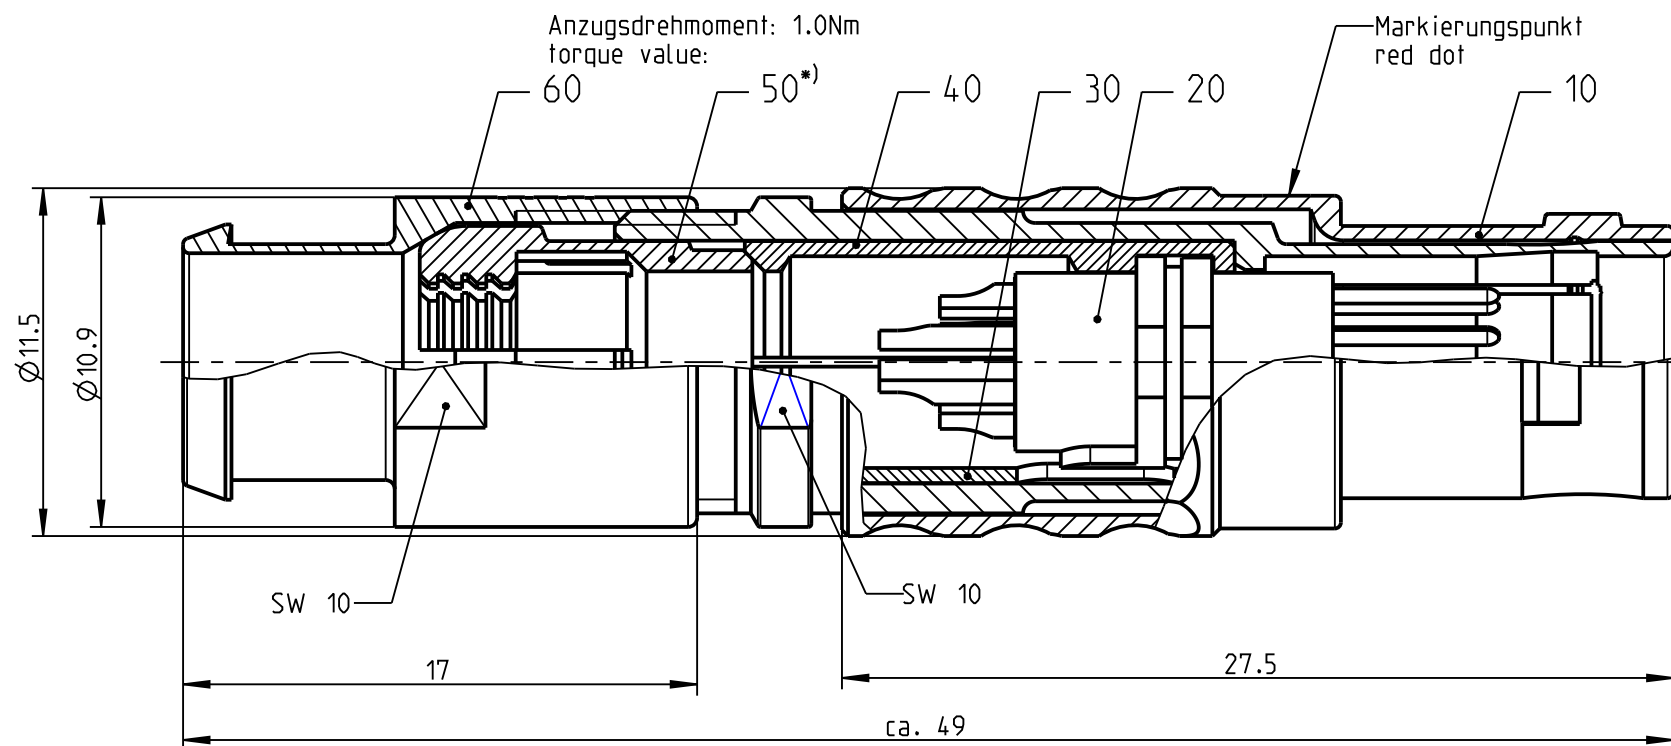 Anzugsdrehmoment: 1.0Nm
torque value:
Markierungspunkt
red dot
60
50*)
40
30
20
10
Ø11.5
Ø10.9
SW 10
SW 10
17
27.5
ca. 49